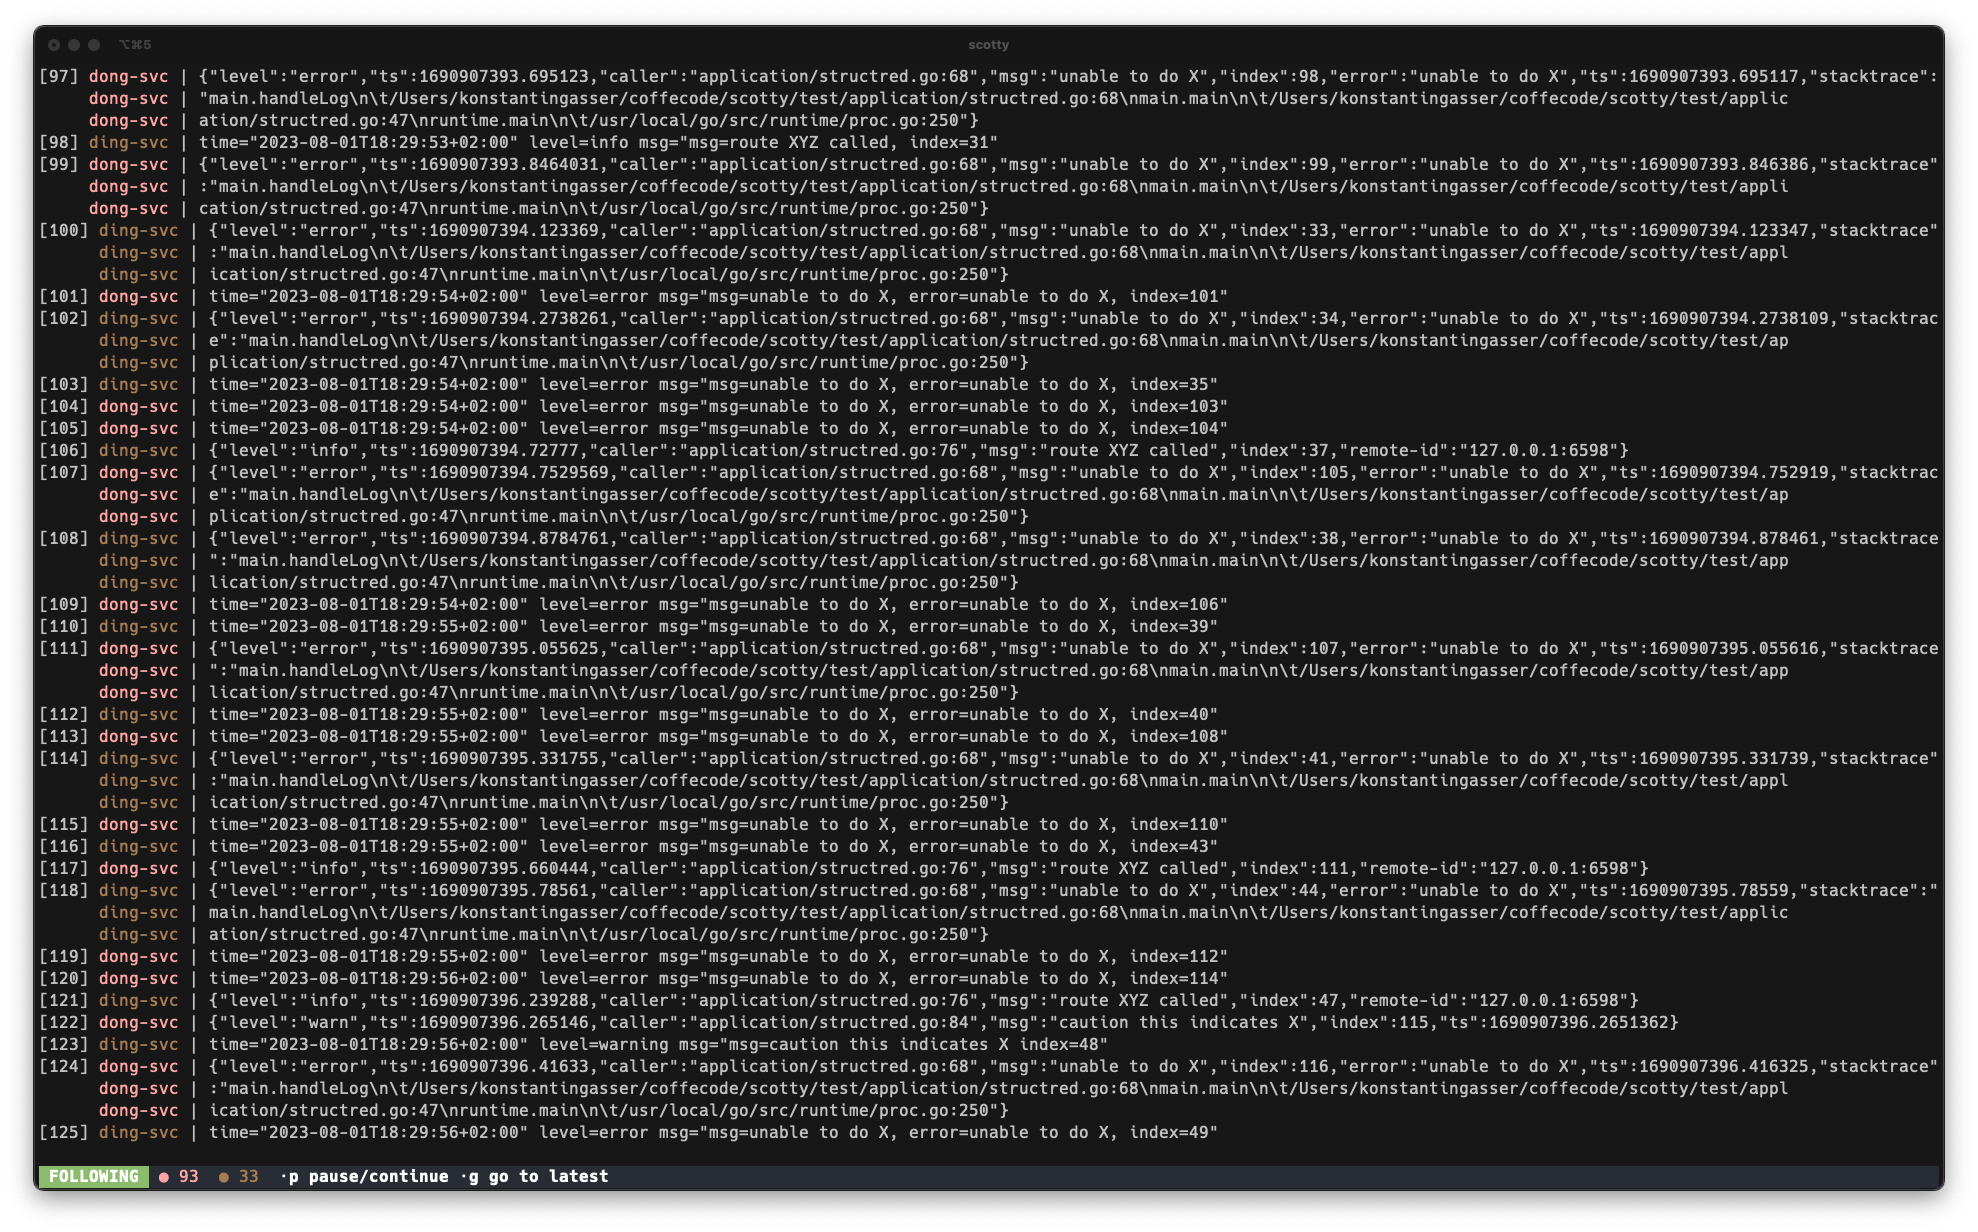 ⌥⌘5 scotty
[97] dong-svc | {"level":"error","ts":1690907393.695123,"caller":"application/structred.go:68","msg":"unable to do X","index":98,"error":"unable to do X","ts":1690907393.695117,"stacktrace":
dong-svc | "main.handleLog\n\t/Users/konstantingasser/coffecode/scotty/test/application/structred.go:68\nmain.main\n\t/Users/konstantingasser/coffecode/scotty/test/applic
dong-svc | ation/structred.go:47\nruntime.main\n\t/usr/local/go/src/runtime/proc.go:250"}
[98] ding-svc | time="2023-08-01T18:29:53+02:00" level=info msg="msg=route XYZ called, index=31"
[99] dong-svc | {"level":"error","ts":1690907393.8464031,"caller":"application/structred.go:68","msg":"unable to do X","index":99,"error":"unable to do X","ts":1690907393.846386,"stacktrace"
dong-svc | :"main.handleLog\n\t/Users/konstantingasser/coffecode/scotty/test/application/structred.go:68\nmain.main\n\t/Users/konstantingasser/coffecode/scotty/test/appli
dong-svc | cation/structred.go:47\nruntime.main\n\t/usr/local/go/src/runtime/proc.go:250"}
[100] ding-svc | {"level":"error","ts":1690907394.123369,"caller":"application/structred.go:68","msg":"unable to do X","index":33,"error":"unable to do X","ts":1690907394.123347,"stacktrace"
ding-svc | :"main.handleLog\n\t/Users/konstantingasser/coffecode/scotty/test/application/structred.go:68\nmain.main\n\t/Users/konstantingasser/coffecode/scotty/test/appl
ding-svc | ication/structred.go:47\nruntime.main\n\t/usr/local/go/src/runtime/proc.go:250"}
[101] dong-svc | time="2023-08-01T18:29:54+02:00" level=error msg="msg=unable to do X, error=unable to do X, index=101"
[102] ding-svc | {"level":"error","ts":1690907394.2738261,"caller":"application/structred.go:68","msg":"unable to do X","index":34,"error":"unable to do X","ts":1690907394.2738109,"stacktrac
ding-svc | e":"main.handleLog\n\t/Users/konstantingasser/coffecode/scotty/test/application/structred.go:68\nmain.main\n\t/Users/konstantingasser/coffecode/scotty/test/ap
ding-svc | plication/structred.go:47\nruntime.main\n\t/usr/local/go/src/runtime/proc.go:250"}
[103] ding-svc | time="2023-08-01T18:29:54+02:00" level=error msg="msg=unable to do X, error=unable to do X, index=35"
[104] dong-svc | time="2023-08-01T18:29:54+02:00" level=error msg="msg=unable to do X, error=unable to do X, index=103"
[105] dong-svc | time="2023-08-01T18:29:54+02:00" level=error msg="msg=unable to do X, error=unable to do X, index=104"
[106] ding-svc | {"level":"info","ts":1690907394.72777,"caller":"application/structred.go:76","msg":"route XYZ called","index":37,"remote-id":"127.0.0.1:6598"}
[107] dong-svc | {"level":"error","ts":1690907394.7529569,"caller":"application/structred.go:68","msg":"unable to do X","index":105,"error":"unable to do X","ts":1690907394.752919,"stacktrac
dong-svc | e":"main.handleLog\n\t/Users/konstantingasser/coffecode/scotty/test/application/structred.go:68\nmain.main\n\t/Users/konstantingasser/coffecode/scotty/test/ap
dong-svc | plication/structred.go:47\nruntime.main\n\t/usr/local/go/src/runtime/proc.go:250"}
[108] ding-svc | {"level":"error","ts":1690907394.8784761,"caller":"application/structred.go:68","msg":"unable to do X","index":38,"error":"unable to do X","ts":1690907394.878461,"stacktrace
ding-svc | ":"main.handleLog\n\t/Users/konstantingasser/coffecode/scotty/test/application/structred.go:68\nmain.main\n\t/Users/konstantingasser/coffecode/scotty/test/app
ding-svc | lication/structred.go:47\nruntime.main\n\t/usr/local/go/src/runtime/proc.go:250"}
[109] dong-svc | time="2023-08-01T18:29:54+02:00" level=error msg="msg=unable to do X, error=unable to do X, index=106"
[110] ding-svc | time="2023-08-01T18:29:55+02:00" level=error msg="msg=unable to do X, error=unable to do X, index=39"
[111] dong-svc | {"level":"error","ts":1690907395.055625,"caller":"application/structred.go:68","msg":"unable to do X","index":107,"error":"unable to do X","ts":1690907395.055616,"stacktrace
dong-svc | ":"main.handleLog\n\t/Users/konstantingasser/coffecode/scotty/test/application/structred.go:68\nmain.main\n\t/Users/konstantingasser/coffecode/scotty/test/app
dong-svc | lication/structred.go:47\nruntime.main\n\t/usr/local/go/src/runtime/proc.go:250"}
[112] ding-svc | time="2023-08-01T18:29:55+02:00" level=error msg="msg=unable to do X, error=unable to do X, index=40"
[113] dong-svc | time="2023-08-01T18:29:55+02:00" level=error msg="msg=unable to do X, error=unable to do X, index=108"
[114] ding-svc | {"level":"error","ts":1690907395.331755,"caller":"application/structred.go:68","msg":"unable to do X","index":41,"error":"unable to do X","ts":1690907395.331739,"stacktrace"
ding-svc | :"main.handleLog\n\t/Users/konstantingasser/coffecode/scotty/test/application/structred.go:68\nmain.main\n\t/Users/konstantingasser/coffecode/scotty/test/appl
ding-svc | ication/structred.go:47\nruntime.main\n\t/usr/local/go/src/runtime/proc.go:250"}
[115] dong-svc | time="2023-08-01T18:29:55+02:00" level=error msg="msg=unable to do X, error=unable to do X, index=110"
[116] ding-svc | time="2023-08-01T18:29:55+02:00" level=error msg="msg=unable to do X, error=unable to do X, index=43"
[117] dong-svc | {"level":"info","ts":1690907395.660444,"caller":"application/structred.go:76","msg":"route XYZ called","index":111,"remote-id":"127.0.0.1:6598"}
[118] ding-svc | {"level":"error","ts":1690907395.78561,"caller":"application/structred.go:68","msg":"unable to do X","index":44,"error":"unable to do X","ts":1690907395.78559,"stacktrace":"
ding-svc | main.handleLog\n\t/Users/konstantingasser/coffecode/scotty/test/application/structred.go:68\nmain.main\n\t/Users/konstantingasser/coffecode/scotty/test/applic
ding-svc | ation/structred.go:47\nruntime.main\n\t/usr/local/go/src/runtime/proc.go:250"}
[119] dong-svc | time="2023-08-01T18:29:55+02:00" level=error msg="msg=unable to do X, error=unable to do X, index=112"
[120] dong-svc | time="2023-08-01T18:29:56+02:00" level=error msg="msg=unable to do X, error=unable to do X, index=114"
[121] ding-svc | {"level":"info","ts":1690907396.239288,"caller":"application/structred.go:76","msg":"route XYZ called","index":47,"remote-id":"127.0.0.1:6598"}
[122] dong-svc | {"level":"warn","ts":1690907396.265146,"caller":"application/structred.go:84","msg":"caution this indicates X","index":115,"ts":1690907396.2651362}
[123] ding-svc | time="2023-08-01T18:29:56+02:00" level=warning msg="msg=caution this indicates X index=48"
[124] dong-svc | {"level":"error","ts":1690907396.41633,"caller":"application/structred.go:68","msg":"unable to do X","index":116,"error":"unable to do X","ts":1690907396.416325,"stacktrace"
dong-svc | :"main.handleLog\n\t/Users/konstantingasser/coffecode/scotty/test/application/structred.go:68\nmain.main\n\t/Users/konstantingasser/coffecode/scotty/test/appl
dong-svc | ication/structred.go:47\nruntime.main\n\t/usr/local/go/src/runtime/proc.go:250"}
[125] ding-svc | time="2023-08-01T18:29:56+02:00" level=error msg="msg=unable to do X, error=unable to do X, index=49"
FOLLOWING ● 93 ● 33 ·p pause/continue ·g go to latest